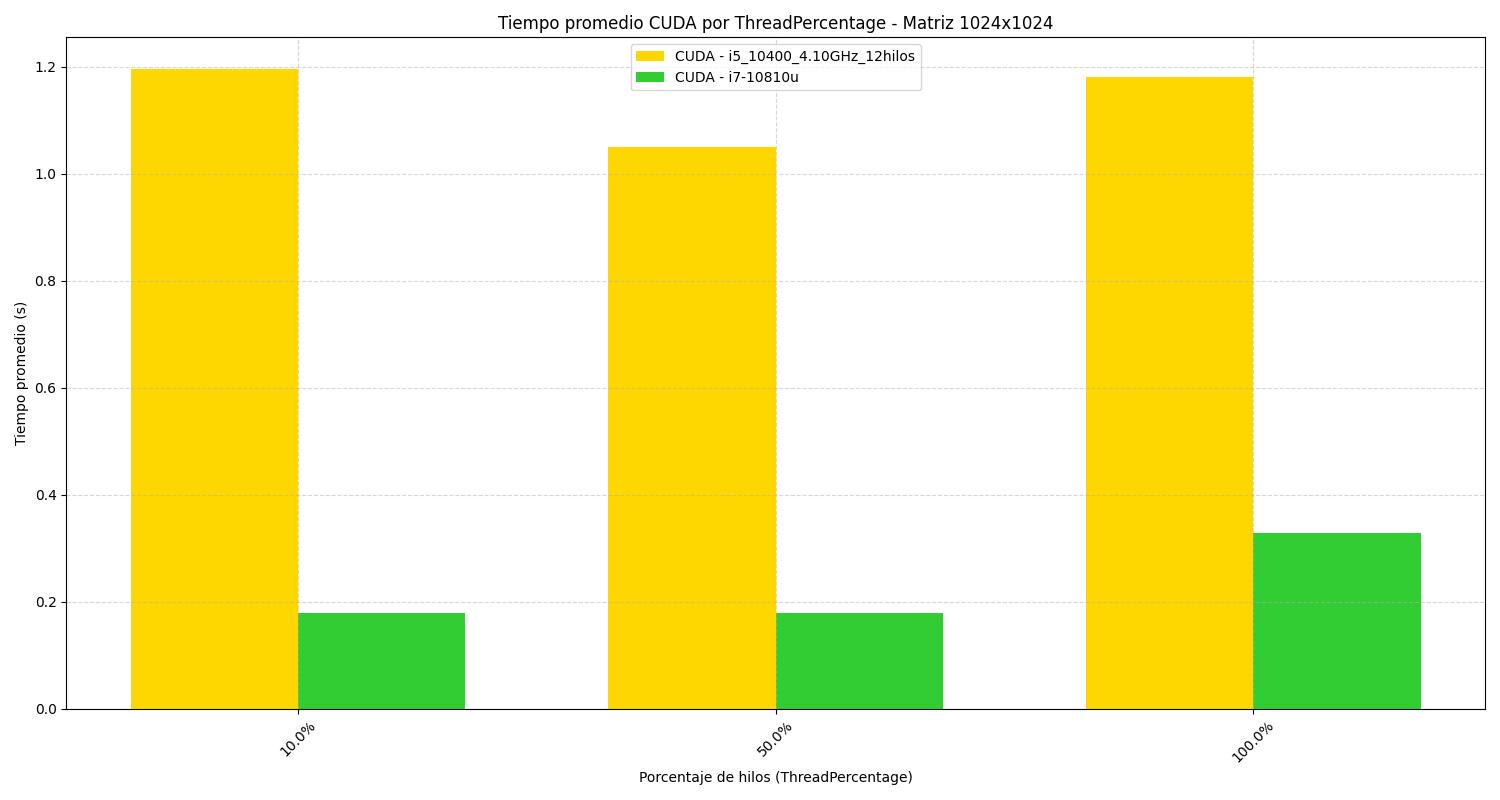 Tiempo promedio CUDA por ThreadPercentage - Matriz 1024x1024
CUDA - i5_10400_4.10GHz_12hilos
CUDA - i7-10810u
Tiempo promedio (s)
1.2
1.0
0.8
0.6
0.4
0.2
0.0
10.0%
50.0%
100.0%
Porcentaje de hilos (ThreadPercentage)